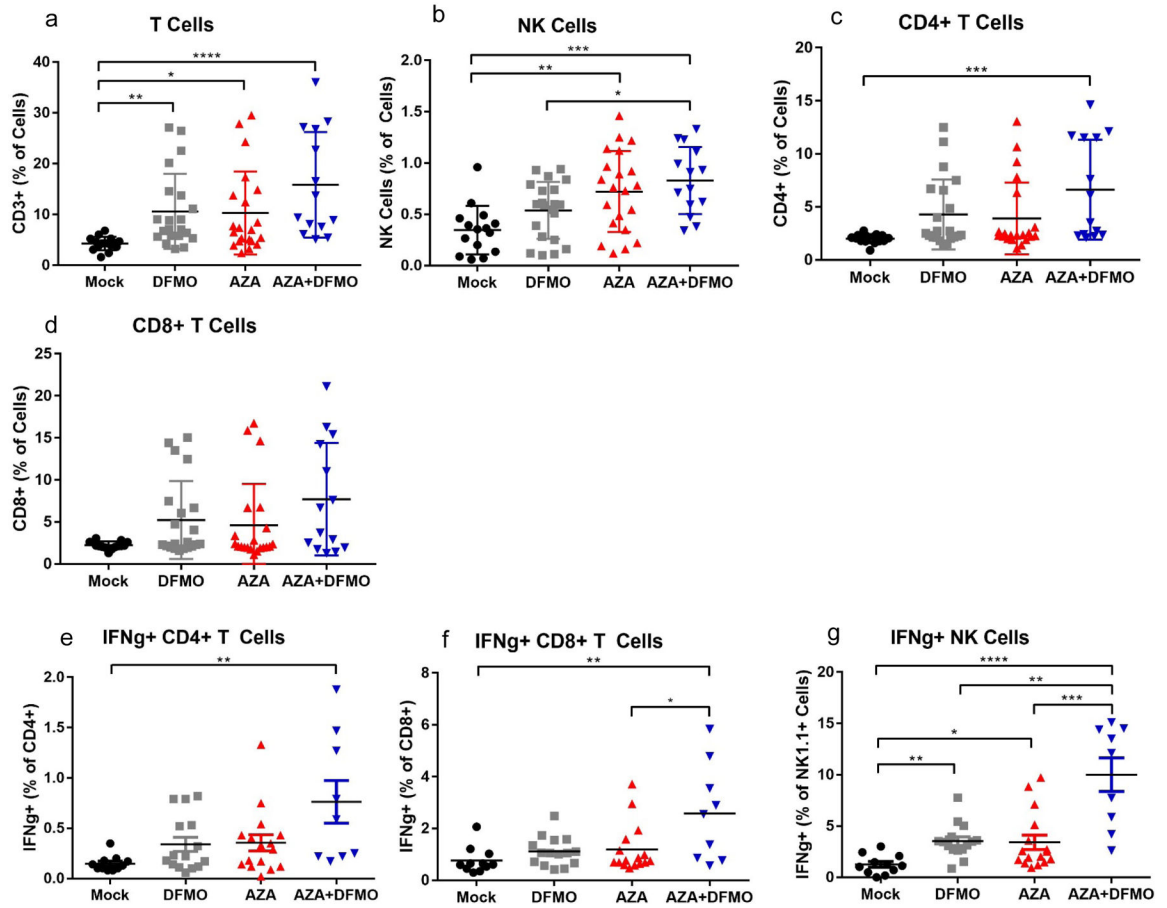 a
T Cells
CD3+ (% of Cells)
40
30
20
10
0
****
*
**
Mock DFMO AZA AZA+DFMO
b
NK Cells
NK Cells (% of Cells)
2.0
1.5
1.0
0.5
0.0
***
**
*
Mock DFMO AZA AZA+DFMO
c
CD4+ T Cells
CD4+ (% of Cells)
20
15
10
5
0
***
Mock DFMO AZA AZA+DFMO
d
CD8+ T Cells
CD8+ (% of Cells)
25
20
15
10
5
0
Mock DFMO AZA AZA+DFMO
e
IFNg+ CD4+ T Cells
IFNg+ (% of CD4+)
2.0
1.5
1.0
0.5
0.0
**
Mock DFMO AZA AZA+DFMO
f
IFNg+ CD8+ T Cells
IFNg+ (% of CD8+)
8
6
4
2
0
**
*
Mock DFMO AZA AZA+DFMO
g
IFNg+ NK Cells
IFNg+ (% of NK1.1+ Cells)
20
15
10
5
0
****
**
***
*
**
Mock DFMO AZA AZA+DFMO